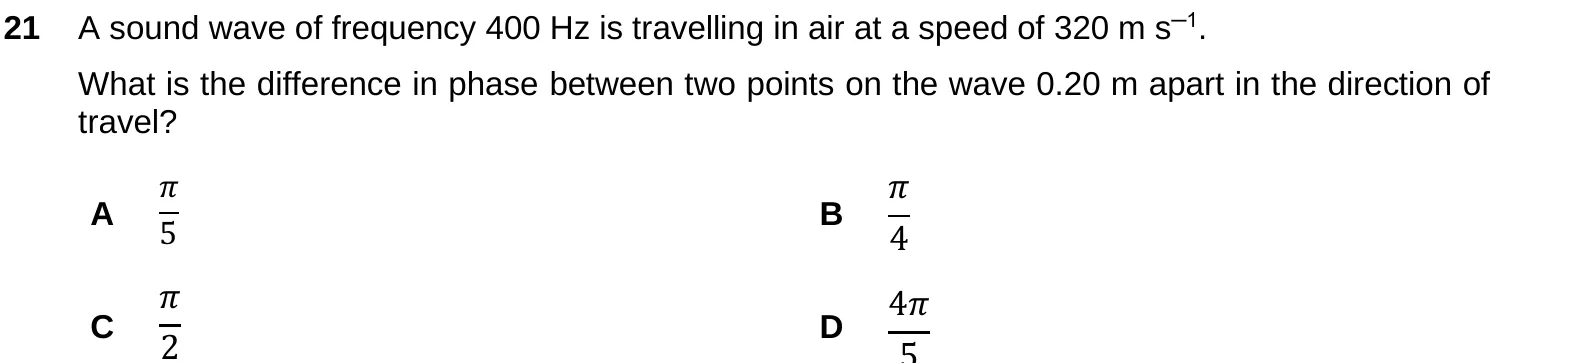 21 A sound wave of frequency 400 Hz is travelling in air at a speed of 320 m s⁻¹.
What is the difference in phase between two points on the wave 0.20 m apart in the direction of
travel?
A π/5 B π/4
C π/2 D 4π/5